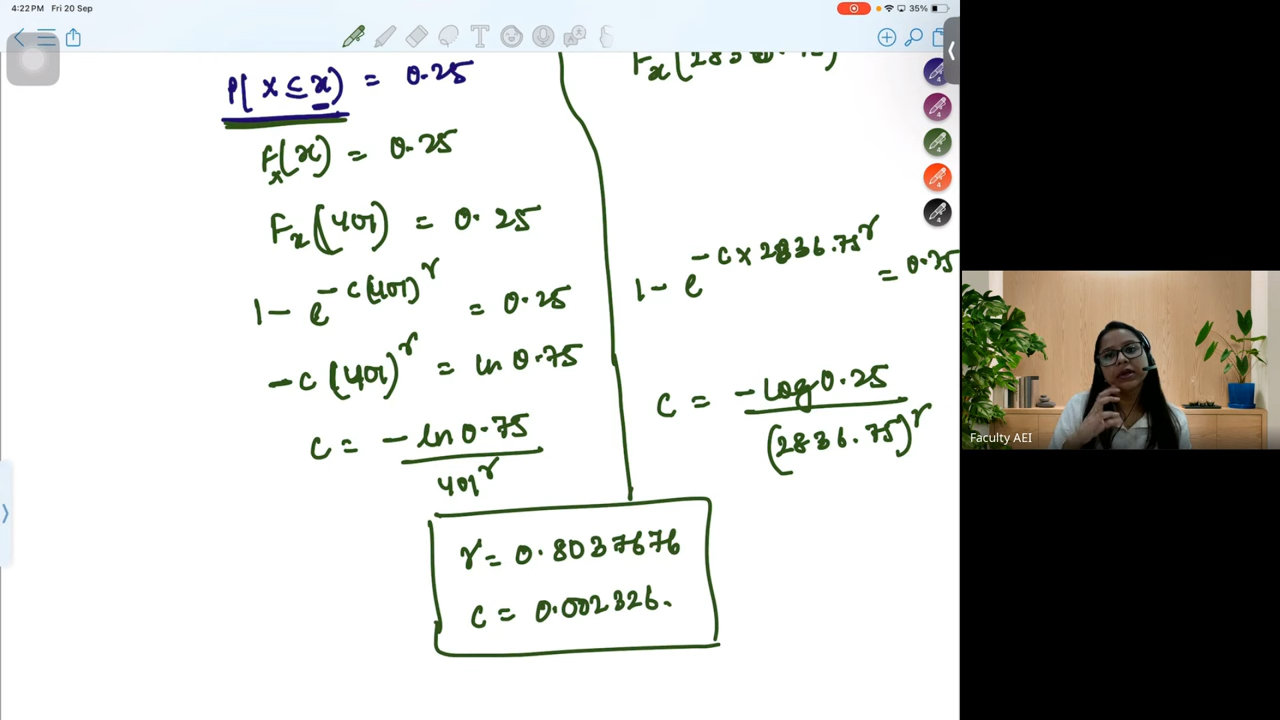 4:22 PM Fri 20 Sep
35%
P(X ≤ x) = 0.25
Fx(x) = 0.25
Fx(401) = 0.25
1 - e^-c(401)^γ = 0.25
-c(401)^γ = ln 0.75
c = -ln 0.75 / 401^γ
1 - e^-c×2836.75^γ = 0.75
c = -log 0.25 / (2836.75)^γ
γ = 0.8037676
c = 0.002326.
Faculty AEI